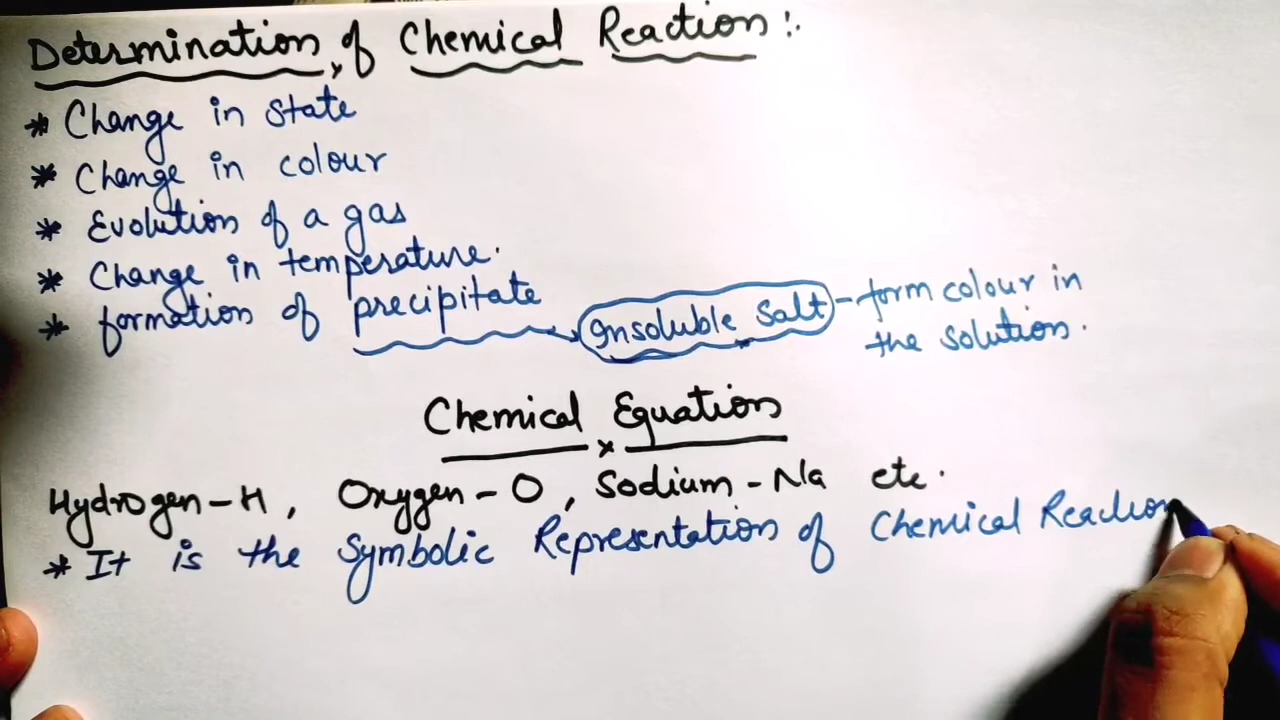 Determination of Chemical Reaction :.
* Change in state
* Change in colour
* Evolution of a gas
* Change in temperature.
* formation of precipitate Insoluble Salt - form colour in
the solution.
Chemical Equation
Hydrogen - H, Oxygen - O, Sodium - Na etc.
* It is the Symbolic Representation of Chemical Reaction